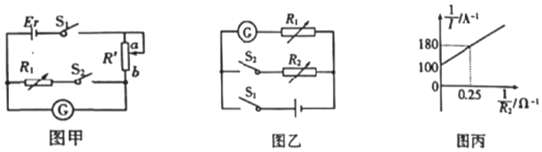 Er S₁
a
R'
b
R₁ S₂
G
图甲
G R₁
S₂ R₂
S₁
图乙
1/I /A⁻¹
180
100
0
0.25
1/R₂ /Ω⁻¹
图丙